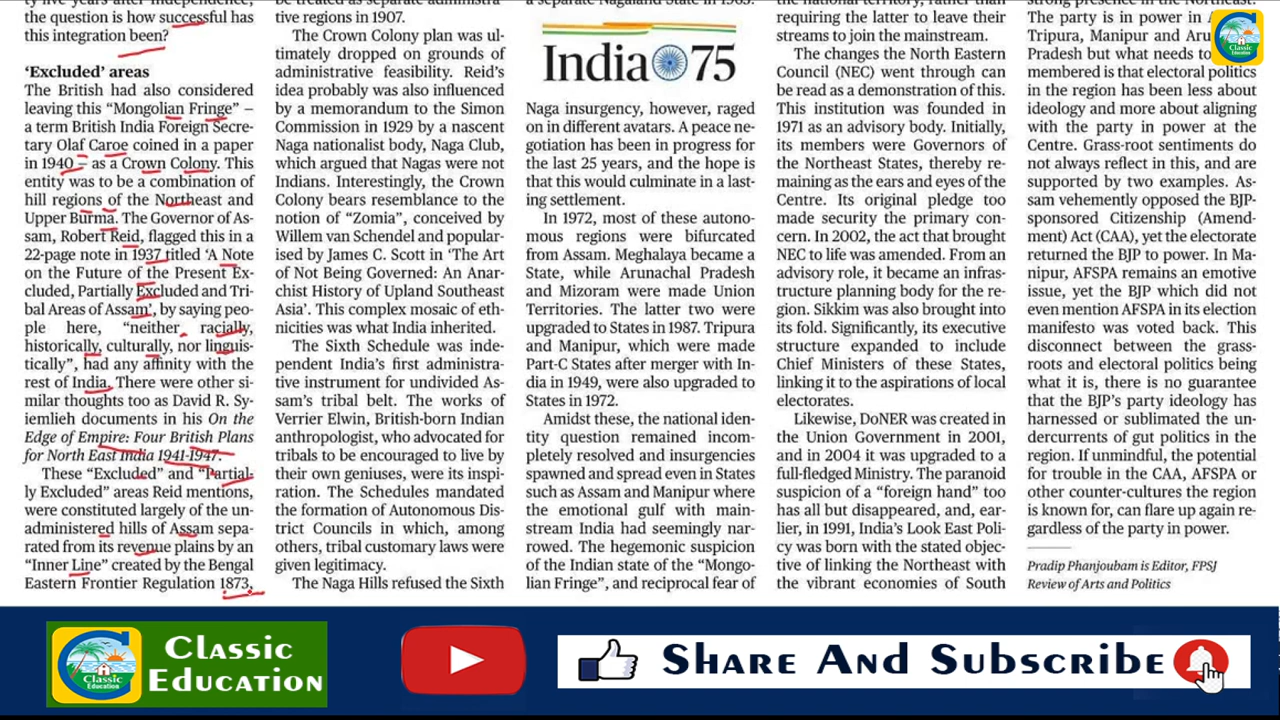 ty-five years after independence,
the question is how successful has
this integration been?
'Excluded' areas
The British had also considered
leaving this "Mongolian Fringe" –
a term British India Foreign Secre-
tary Olaf Caroe coined in a paper
in 1940 – as a Crown Colony. This
entity was to be a combination of
hill regions of the Northeast and
Upper Burma. The Governor of As-
sam, Robert Reid, flagged this in a
22-page note in 1937 titled 'A Note
on the Future of the Present Ex-
cluded, Partially Excluded and Tri-
bal Areas of Assam', by saying peo-
ple here, "neither racially,
historically, culturally, nor linguis-
tically", had any affinity with the
rest of India. There were other si-
milar thoughts too as David R. Sy-
iemlieh documents in his On the
Edge of Empire: Four British Plans
for North East India 1941-1947.
These "Excluded" and "Partial-
ly Excluded" areas Reid mentions,
were constituted largely of the un-
administered hills of Assam sepa-
rated from its revenue plains by an
"Inner Line" created by the Bengal
Eastern Frontier Regulation 1873,
be treated as separate administra-
tive regions in 1907.
The Crown Colony plan was ul-
timately dropped on grounds of
administrative feasibility. Reid's
idea probably was also influenced
by a memorandum to the Simon
Commission in 1929 by a nascent
Naga nationalist body, Naga Club,
which argued that Nagas were not
Indians. Interestingly, the Crown
Colony bears resemblance to the
notion of "Zomia", conceived by
Willem van Schendel and popular-
ised by James C. Scott in 'The Art
of Not Being Governed: An Anar-
chist History of Upland Southeast
Asia'. This complex mosaic of eth-
nicities was what India inherited.
The Sixth Schedule was inde-
pendent India's first administra-
tive instrument for undivided As-
sam's tribal belt. The works of
Verrier Elwin, British-born Indian
anthropologist, who advocated for
tribals to be encouraged to live by
their own geniuses, were its inspi-
ration. The Schedules mandated
the formation of Autonomous Dis-
trict Councils in which, among
others, tribal customary laws were
given legitimacy.
The Naga Hills refused the Sixth
a separate Nagaland State in 1963.
India 75
Naga insurgency, however, raged
on in different avatars. A peace ne-
gotiation has been in progress for
the last 25 years, and the hope is
that this would culminate in a last-
ing settlement.
In 1972, most of these autono-
mous regions were bifurcated
from Assam. Meghalaya became a
State, while Arunachal Pradesh
and Mizoram were made Union
Territories. The latter two were
upgraded to States in 1987. Tripura
and Manipur, which were made
Part-C States after merger with In-
dia in 1949, were also upgraded to
States in 1972.
Amidst these, the national iden-
tity question remained incom-
pletely resolved and insurgencies
spawned and spread even in States
such as Assam and Manipur where
the emotional gulf with main-
stream India had seemingly nar-
rowed. The hegemonic suspicion
of the Indian state of the "Mongo-
lian Fringe", and reciprocal fear of
the national territory, rather than
requiring the latter to leave their
streams to join the mainstream.
The changes the North Eastern
Council (NEC) went through can
be read as a demonstration of this.
This institution was founded in
1971 as an advisory body. Initially,
its members were Governors of
the Northeast States, thereby re-
maining as the ears and eyes of the
Centre. Its original pledge too
made security the primary con-
cern. In 2002, the act that brought
NEC to life was amended. From an
advisory role, it became an infras-
tructure planning body for the re-
gion. Sikkim was also brought into
its fold. Significantly, its executive
structure expanded to include
Chief Ministers of these States,
linking it to the aspirations of local
electorates.
Likewise, DoNER was created in
the Union Government in 2001,
and in 2004 it was upgraded to a
full-fledged Ministry. The paranoid
suspicion of a "foreign hand" too
has all but disappeared, and, ear-
lier, in 1991, India's Look East Poli-
cy was born with the stated objec-
tive of linking the Northeast with
the vibrant economies of South
strong presence in the Northeast.
The party is in power in A
Tripura, Manipur and Aru
Pradesh but what needs to
membered is that electoral politics
in the region has been less about
ideology and more about aligning
with the party in power at the
Centre. Grass-root sentiments do
not always reflect in this, and are
supported by two examples. As-
sam vehemently opposed the BJP-
sponsored Citizenship (Amend-
ment) Act (CAA), yet the electorate
returned the BJP to power. In Ma-
nipur, AFSPA remains an emotive
issue, yet the BJP which did not
even mention AFSPA in its election
manifesto was voted back. This
disconnect between the grass-
roots and electoral politics being
what it is, there is no guarantee
that the BJP's party ideology has
harnessed or sublimated the un-
dercurrents of gut politics in the
region. If unmindful, the potential
for trouble in the CAA, AFSPA or
other counter-cultures the region
is known for, can flare up again re-
gardless of the party in power.
Pradip Phanjoubam is Editor, FPSJ
Review of Arts and Politics
Classic
Education
Classic
Education
Classic
Education
Share And Subscribe